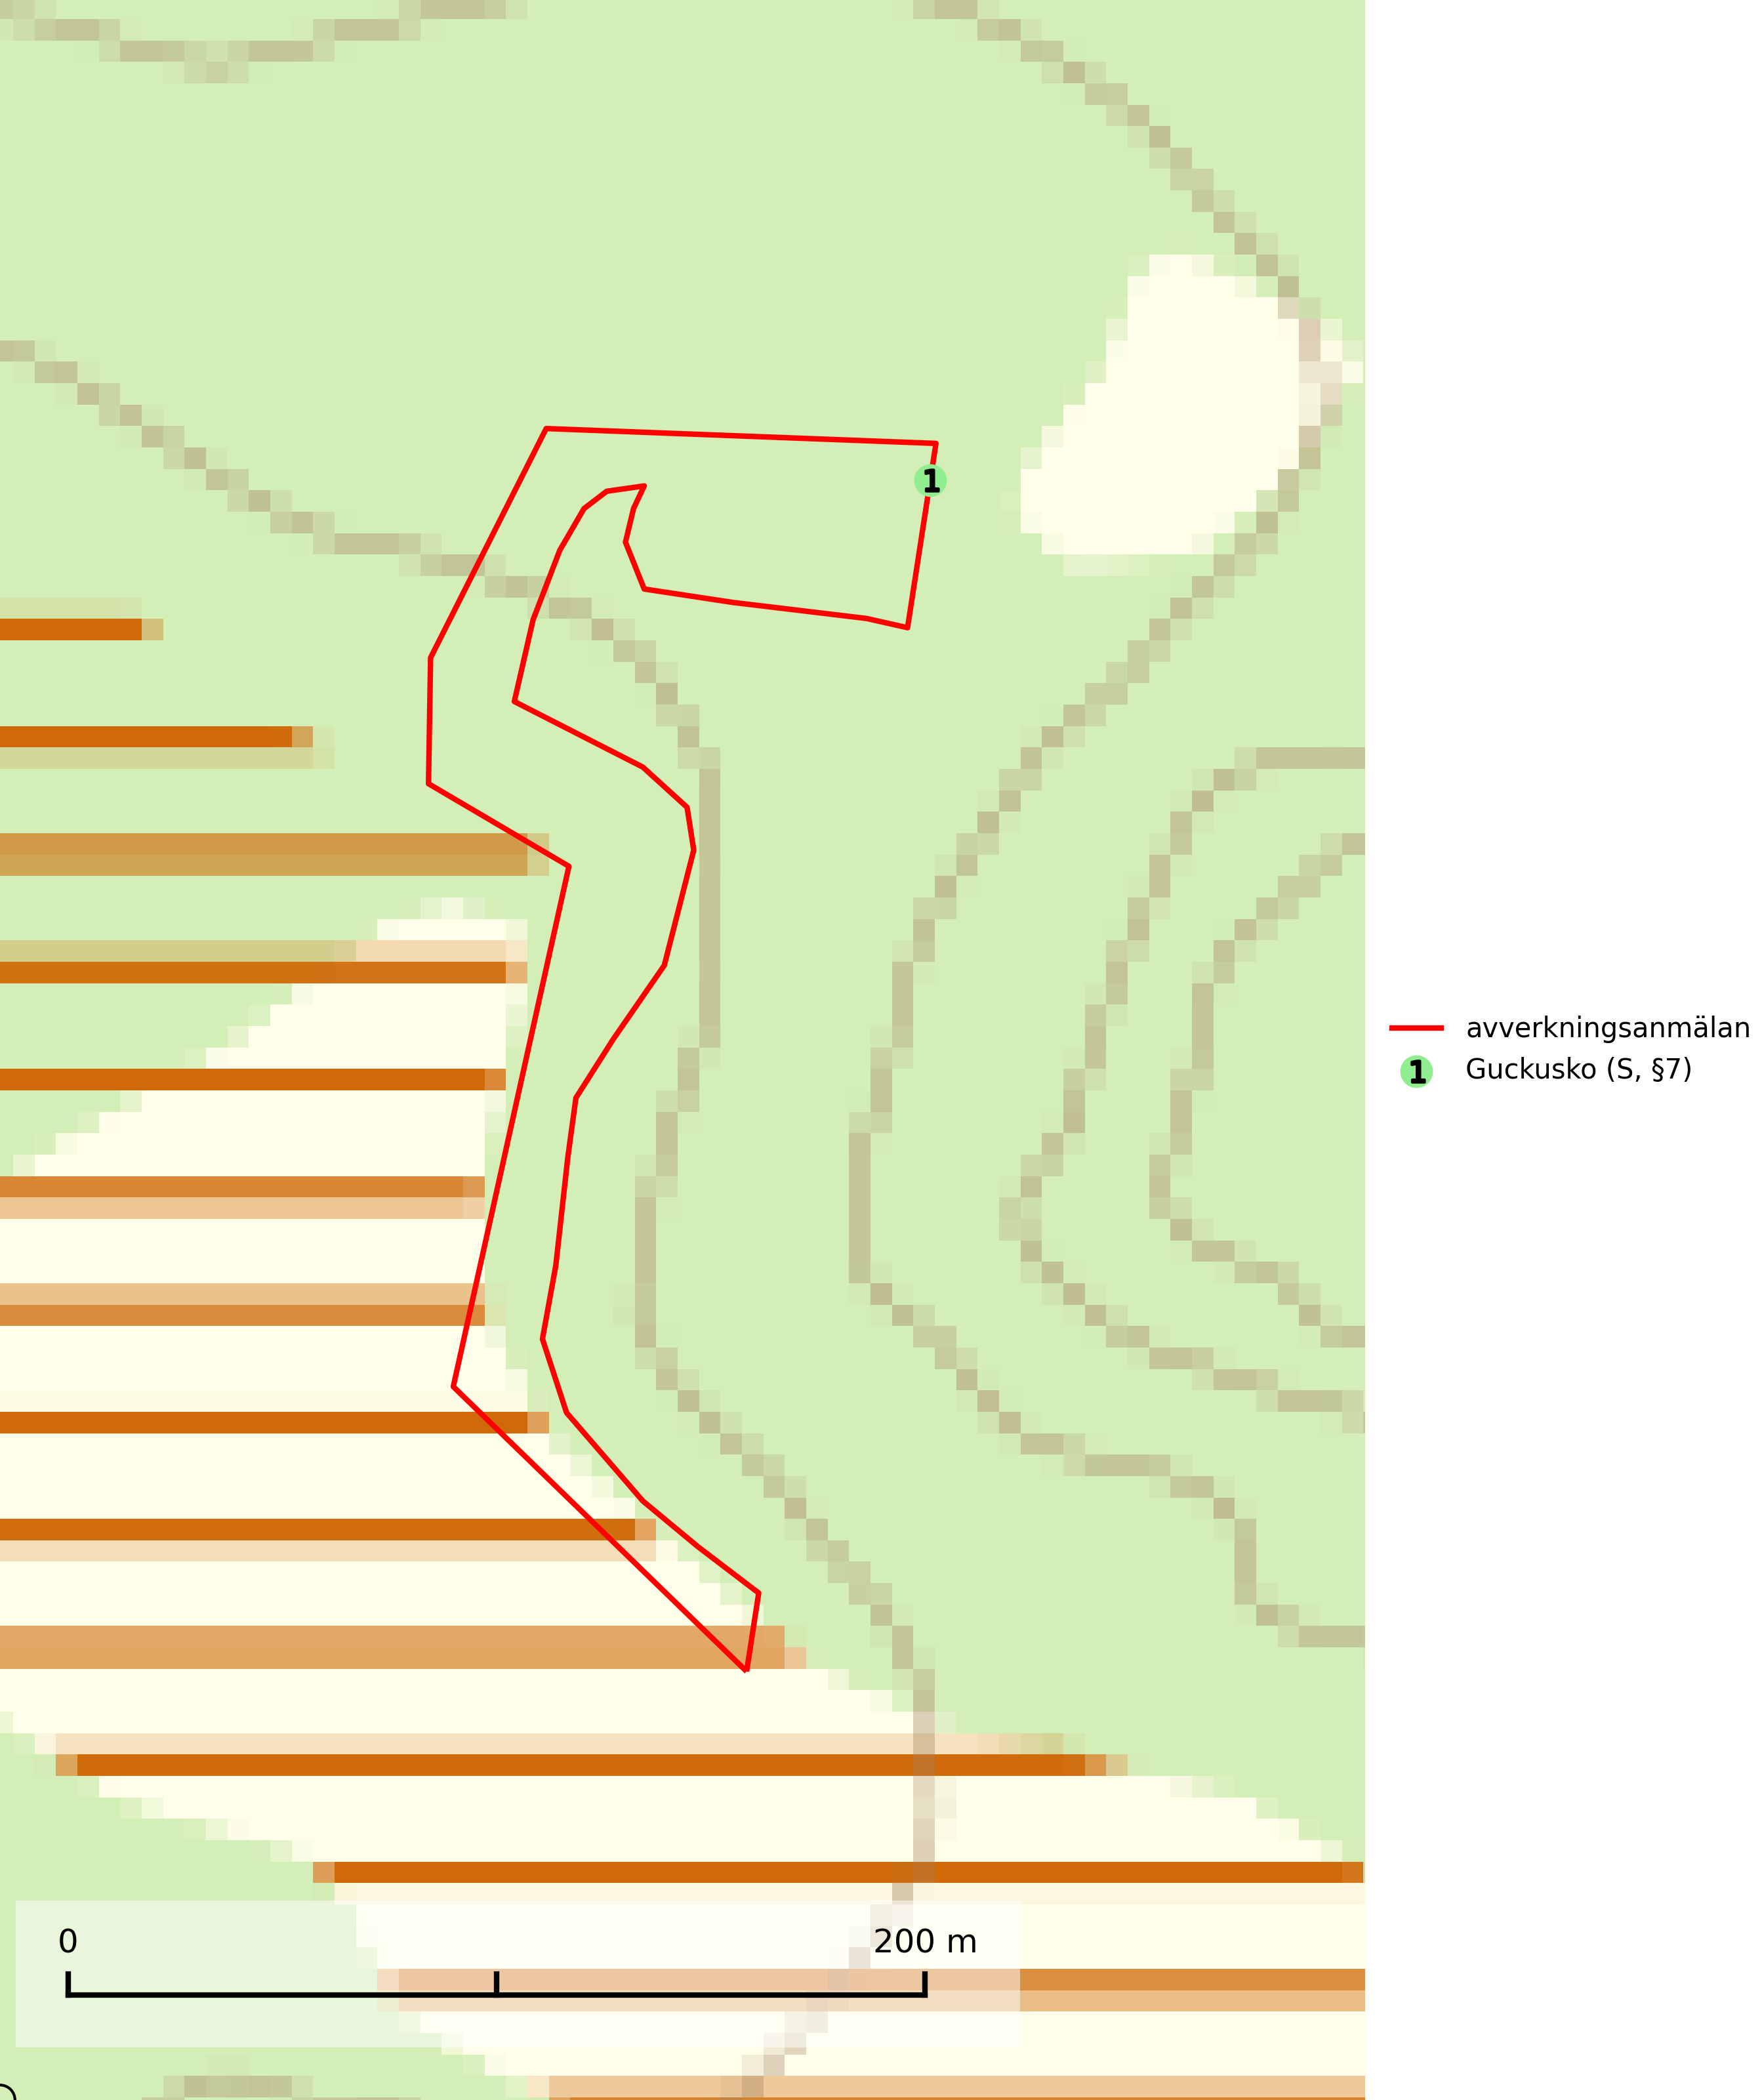 1
avverkningsanmälan
1 Guckusko (S, §7)
0 200 m